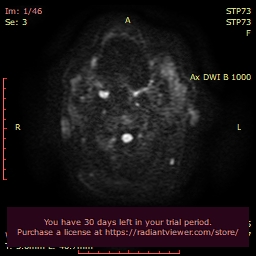 Im: 1/46
Se: 3
STP73
STP73
F
A
Ax DWI B 1000
R
L
You have 30 days left in your trial period.
Purchase a license at https://radiantviewer.com/store/